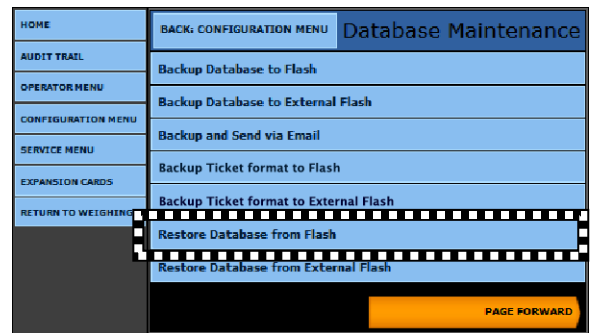 HOME
AUDIT TRAIL
OPERATOR MENU
CONFIGURATION MENU
SERVICE MENU
EXPANSION CARDS
RETURN TO WEIGHING
BACK: CONFIGURATION MENU
Database Maintenance
Backup Database to Flash
Backup Database to External Flash
Backup and Send via Email
Backup Ticket format to Flash
Backup Ticket format to External Flash
Restore Database from Flash
Restore Database from External Flash
PAGE FORWARD